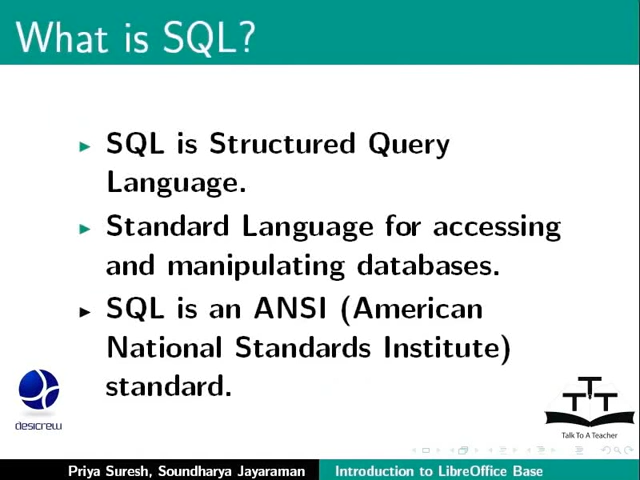 What is SQL?
SQL is Structured Query
Language.
Standard Language for accessing
and manipulating databases.
SQL is an ANSI (American
National Standards Institute)
standard.
desicrew
T T T
Talk To A Teacher
Priya Suresh, Soundharya Jayaraman Introduction to LibreOffice Base